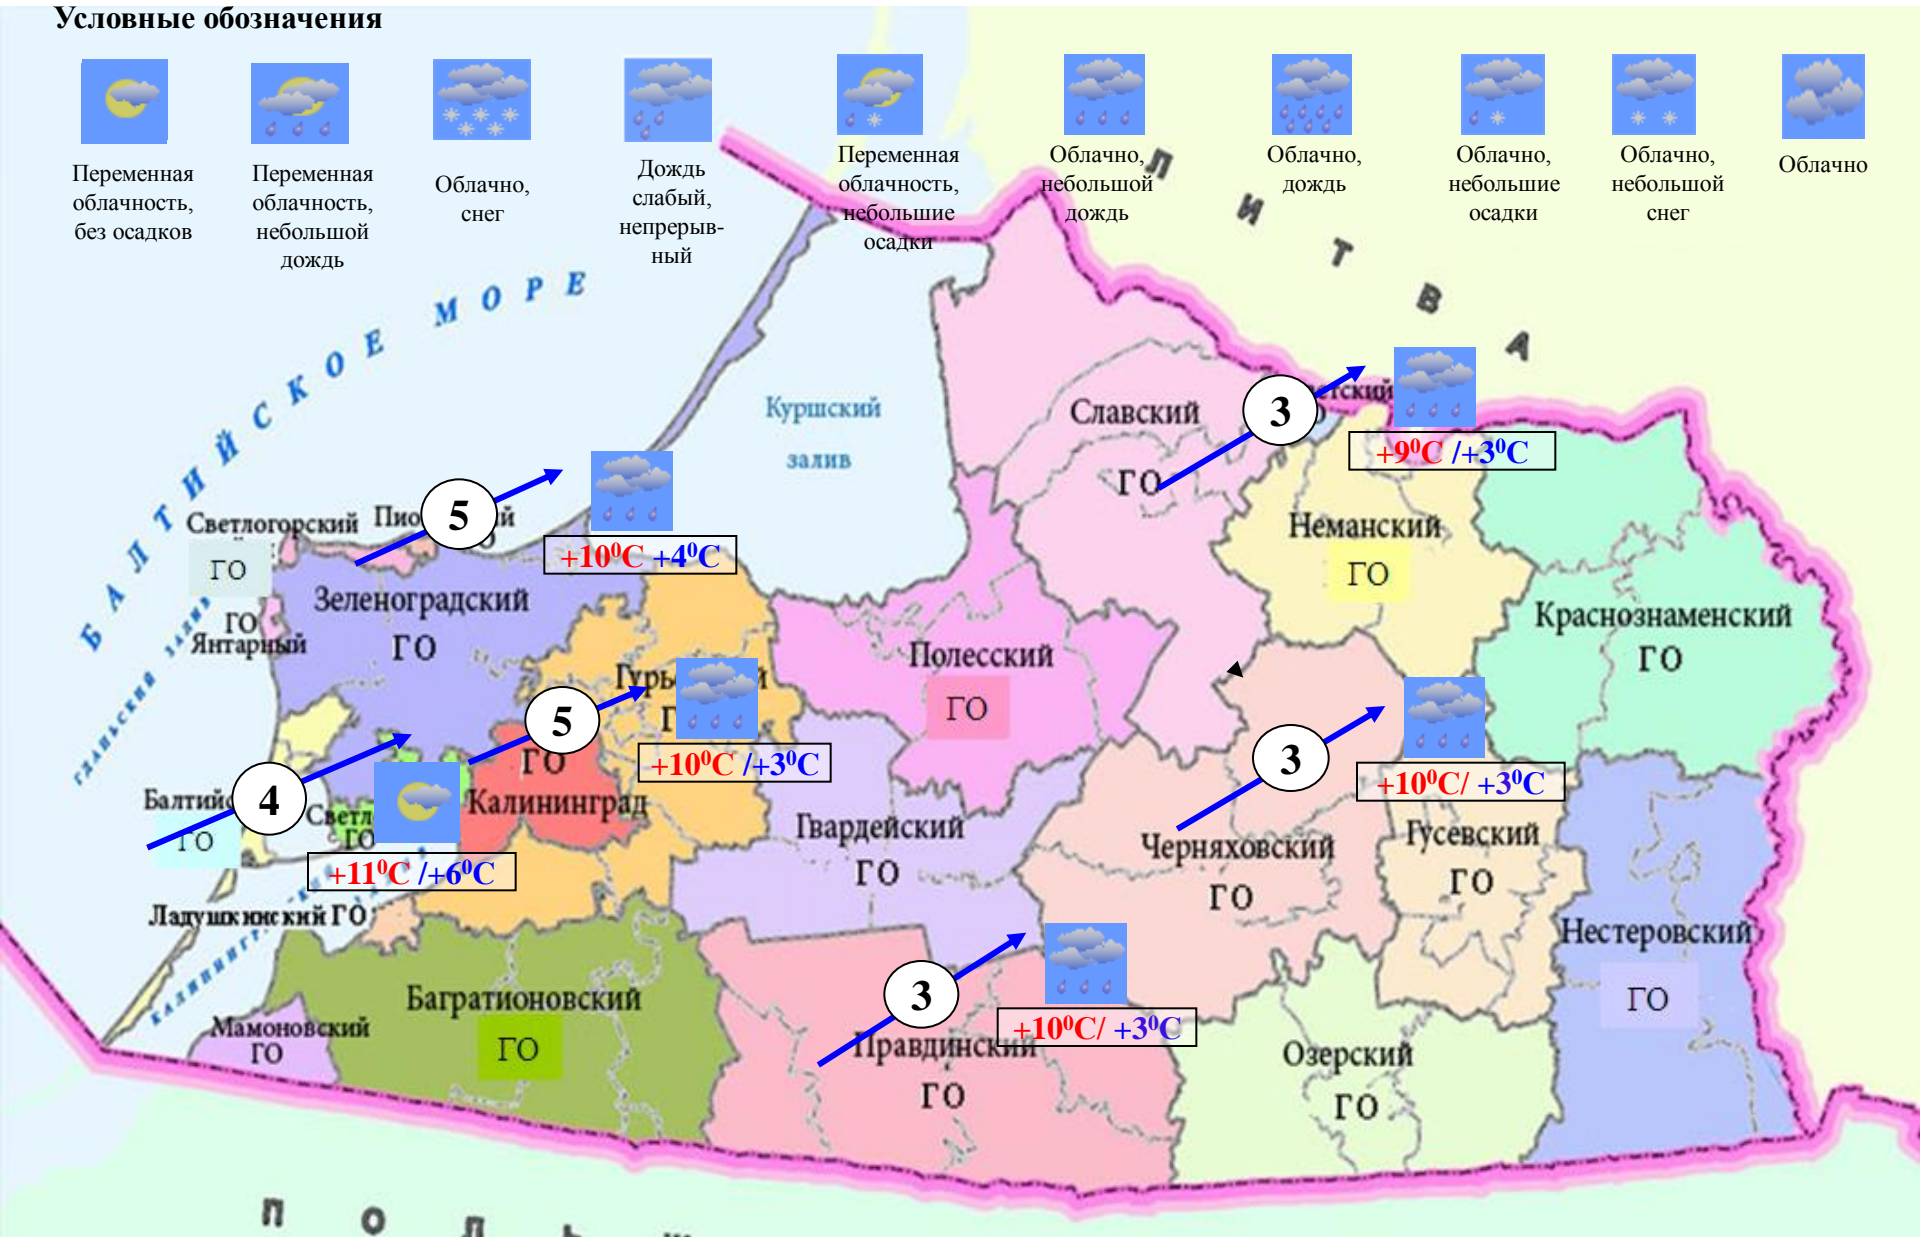 Условные обозначения
Переменная
облачность,
без осадков
Переменная
облачность,
небольшой
дождь
Облачно,
снег
Дождь
слабый,
непрерыв-
ный
Переменная
облачность,
небольшие
осадки
Облачно,
небольшой
дождь
Облачно,
дождь
Облачно,
небольшие
осадки
Облачно,
небольшой
снег
Облачно
ЛИТВА
БАЛТИЙСКОЕ МОРЕ
Куршский
залив
Славский
ГО
3
+9⁰С /+3⁰С
5
+10⁰С +4⁰С
Светлогорский
ГО
Неманский
ГО
Зеленоградский
ГО
ГО
Янтарный
Краснознаменский
ГО
Полесский
ГО
5
+10⁰С /+3⁰С
ГО
Калининград
3
+10⁰С/ +3⁰С
4
ГО
ГО
+11⁰С /+6⁰С
Гвардейский
ГО
Черняховский
ГО
Гусевский
ГО
Ладушкинский ГО
Нестеровский
ГО
3
+10⁰С/ +3⁰С
Багратионовский
ГО
Мамоновский
ГО
Правдинский
ГО
Озерский
ГО